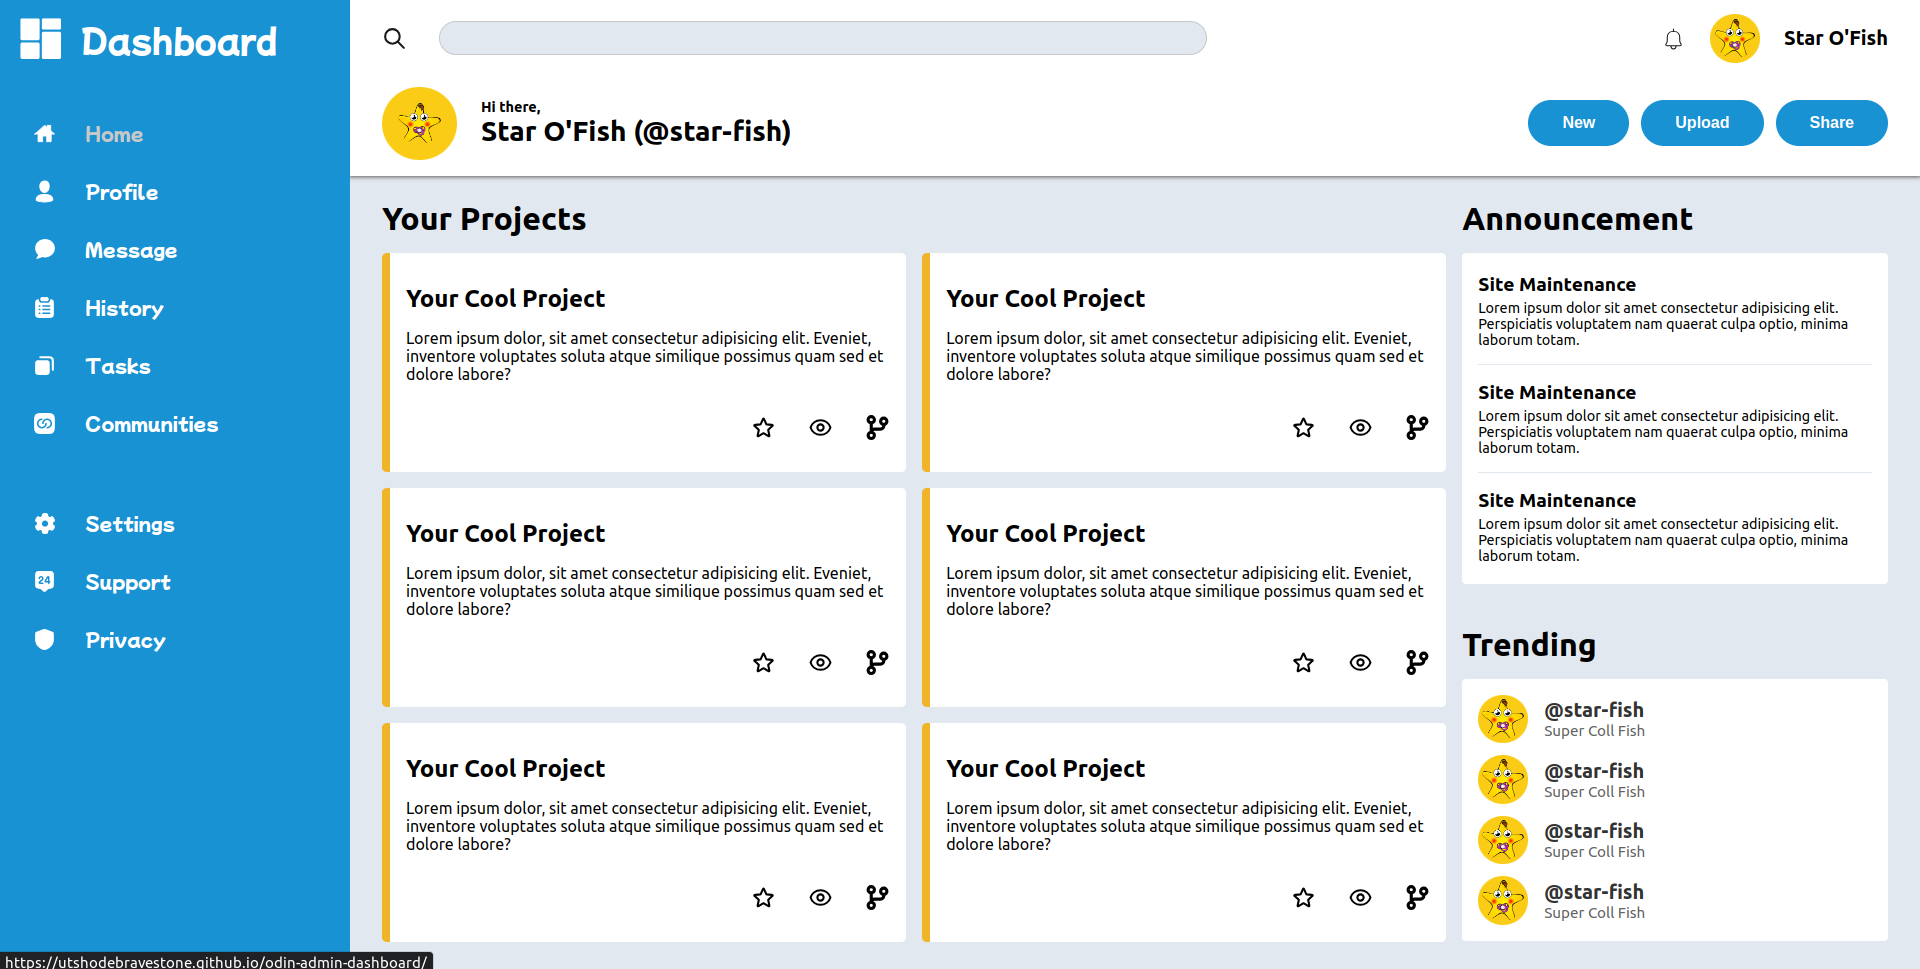 Dashboard
Home
Profile
Message
History
Tasks
Communities
Settings
24
Support
Privacy
Star O'Fish
Hi there,
Star O'Fish (@star-fish)
New
Upload
Share
Your Projects
Your Cool Project
Lorem ipsum dolor, sit amet consectetur adipisicing elit. Eveniet,
inventore voluptates soluta atque similique possimus quam sed et
dolore labore?
Your Cool Project
Lorem ipsum dolor, sit amet consectetur adipisicing elit. Eveniet,
inventore voluptates soluta atque similique possimus quam sed et
dolore labore?
Your Cool Project
Lorem ipsum dolor, sit amet consectetur adipisicing elit. Eveniet,
inventore voluptates soluta atque similique possimus quam sed et
dolore labore?
Your Cool Project
Lorem ipsum dolor, sit amet consectetur adipisicing elit. Eveniet,
inventore voluptates soluta atque similique possimus quam sed et
dolore labore?
Your Cool Project
Lorem ipsum dolor, sit amet consectetur adipisicing elit. Eveniet,
inventore voluptates soluta atque similique possimus quam sed et
dolore labore?
Your Cool Project
Lorem ipsum dolor, sit amet consectetur adipisicing elit. Eveniet,
inventore voluptates soluta atque similique possimus quam sed et
dolore labore?
Announcement
Site Maintenance
Lorem ipsum dolor sit amet consectetur adipisicing elit.
Perspiciatis voluptatem nam quaerat culpa optio, minima
laborum totam.
Site Maintenance
Lorem ipsum dolor sit amet consectetur adipisicing elit.
Perspiciatis voluptatem nam quaerat culpa optio, minima
laborum totam.
Site Maintenance
Lorem ipsum dolor sit amet consectetur adipisicing elit.
Perspiciatis voluptatem nam quaerat culpa optio, minima
laborum totam.
Trending
@star-fish
Super Coll Fish
@star-fish
Super Coll Fish
@star-fish
Super Coll Fish
@star-fish
Super Coll Fish
https://utshodebravestone.github.io/odin-admin-dashboard/